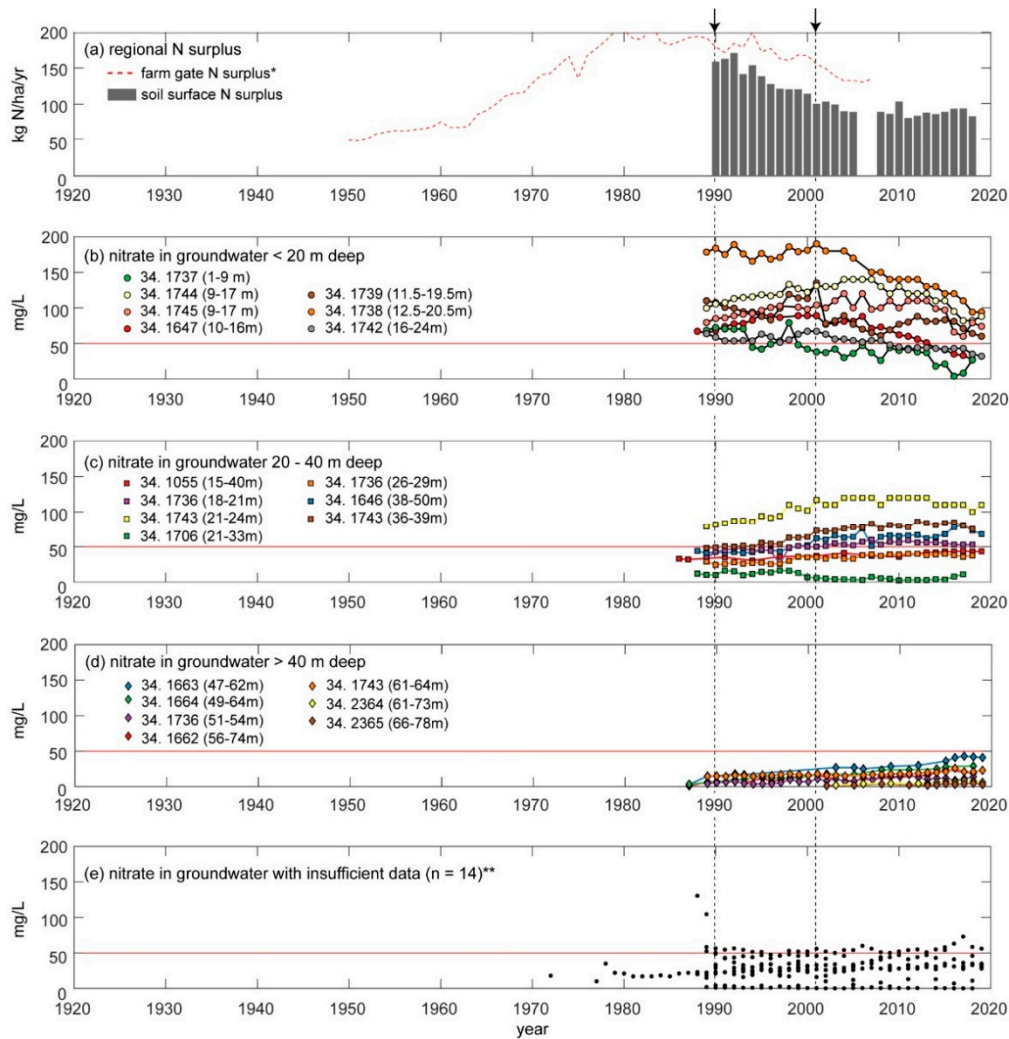 (a) regional N surplus
farm gate N surplus*
soil surface N surplus
kg N/ha/yr
200
150
100
50
0
1920 1930 1940 1950 1960 1970 1980 1990 2000 2010 2020
(b) nitrate in groundwater < 20 m deep
34. 1737 (1-9 m)
34. 1744 (9-17 m) 34. 1739 (11.5-19.5m)
34. 1745 (9-17 m) 34. 1738 (12.5-20.5m)
34. 1647 (10-16m) 34. 1742 (16-24m)
mg/L
200
150
100
50
0
1920 1930 1940 1950 1960 1970 1980 1990 2000 2010 2020
(c) nitrate in groundwater 20 - 40 m deep
34. 1055 (15-40m) 34. 1736 (26-29m)
34. 1736 (18-21m) 34. 1646 (38-50m)
34. 1743 (21-24m) 34. 1743 (36-39m)
34. 1706 (21-33m)
mg/L
200
150
100
50
0
1920 1930 1940 1950 1960 1970 1980 1990 2000 2010 2020
(d) nitrate in groundwater > 40 m deep
34. 1663 (47-62m) 34. 1743 (61-64m)
34. 1664 (49-64m) 34. 2364 (61-73m)
34. 1736 (51-54m) 34. 2365 (66-78m)
34. 1662 (56-74m)
mg/L
200
150
100
50
0
1920 1930 1940 1950 1960 1970 1980 1990 2000 2010 2020
(e) nitrate in groundwater with insufficient data (n = 14)**
mg/L
200
150
100
50
0
1920 1930 1940 1950 1960 1970 1980 1990 2000 2010 2020
year